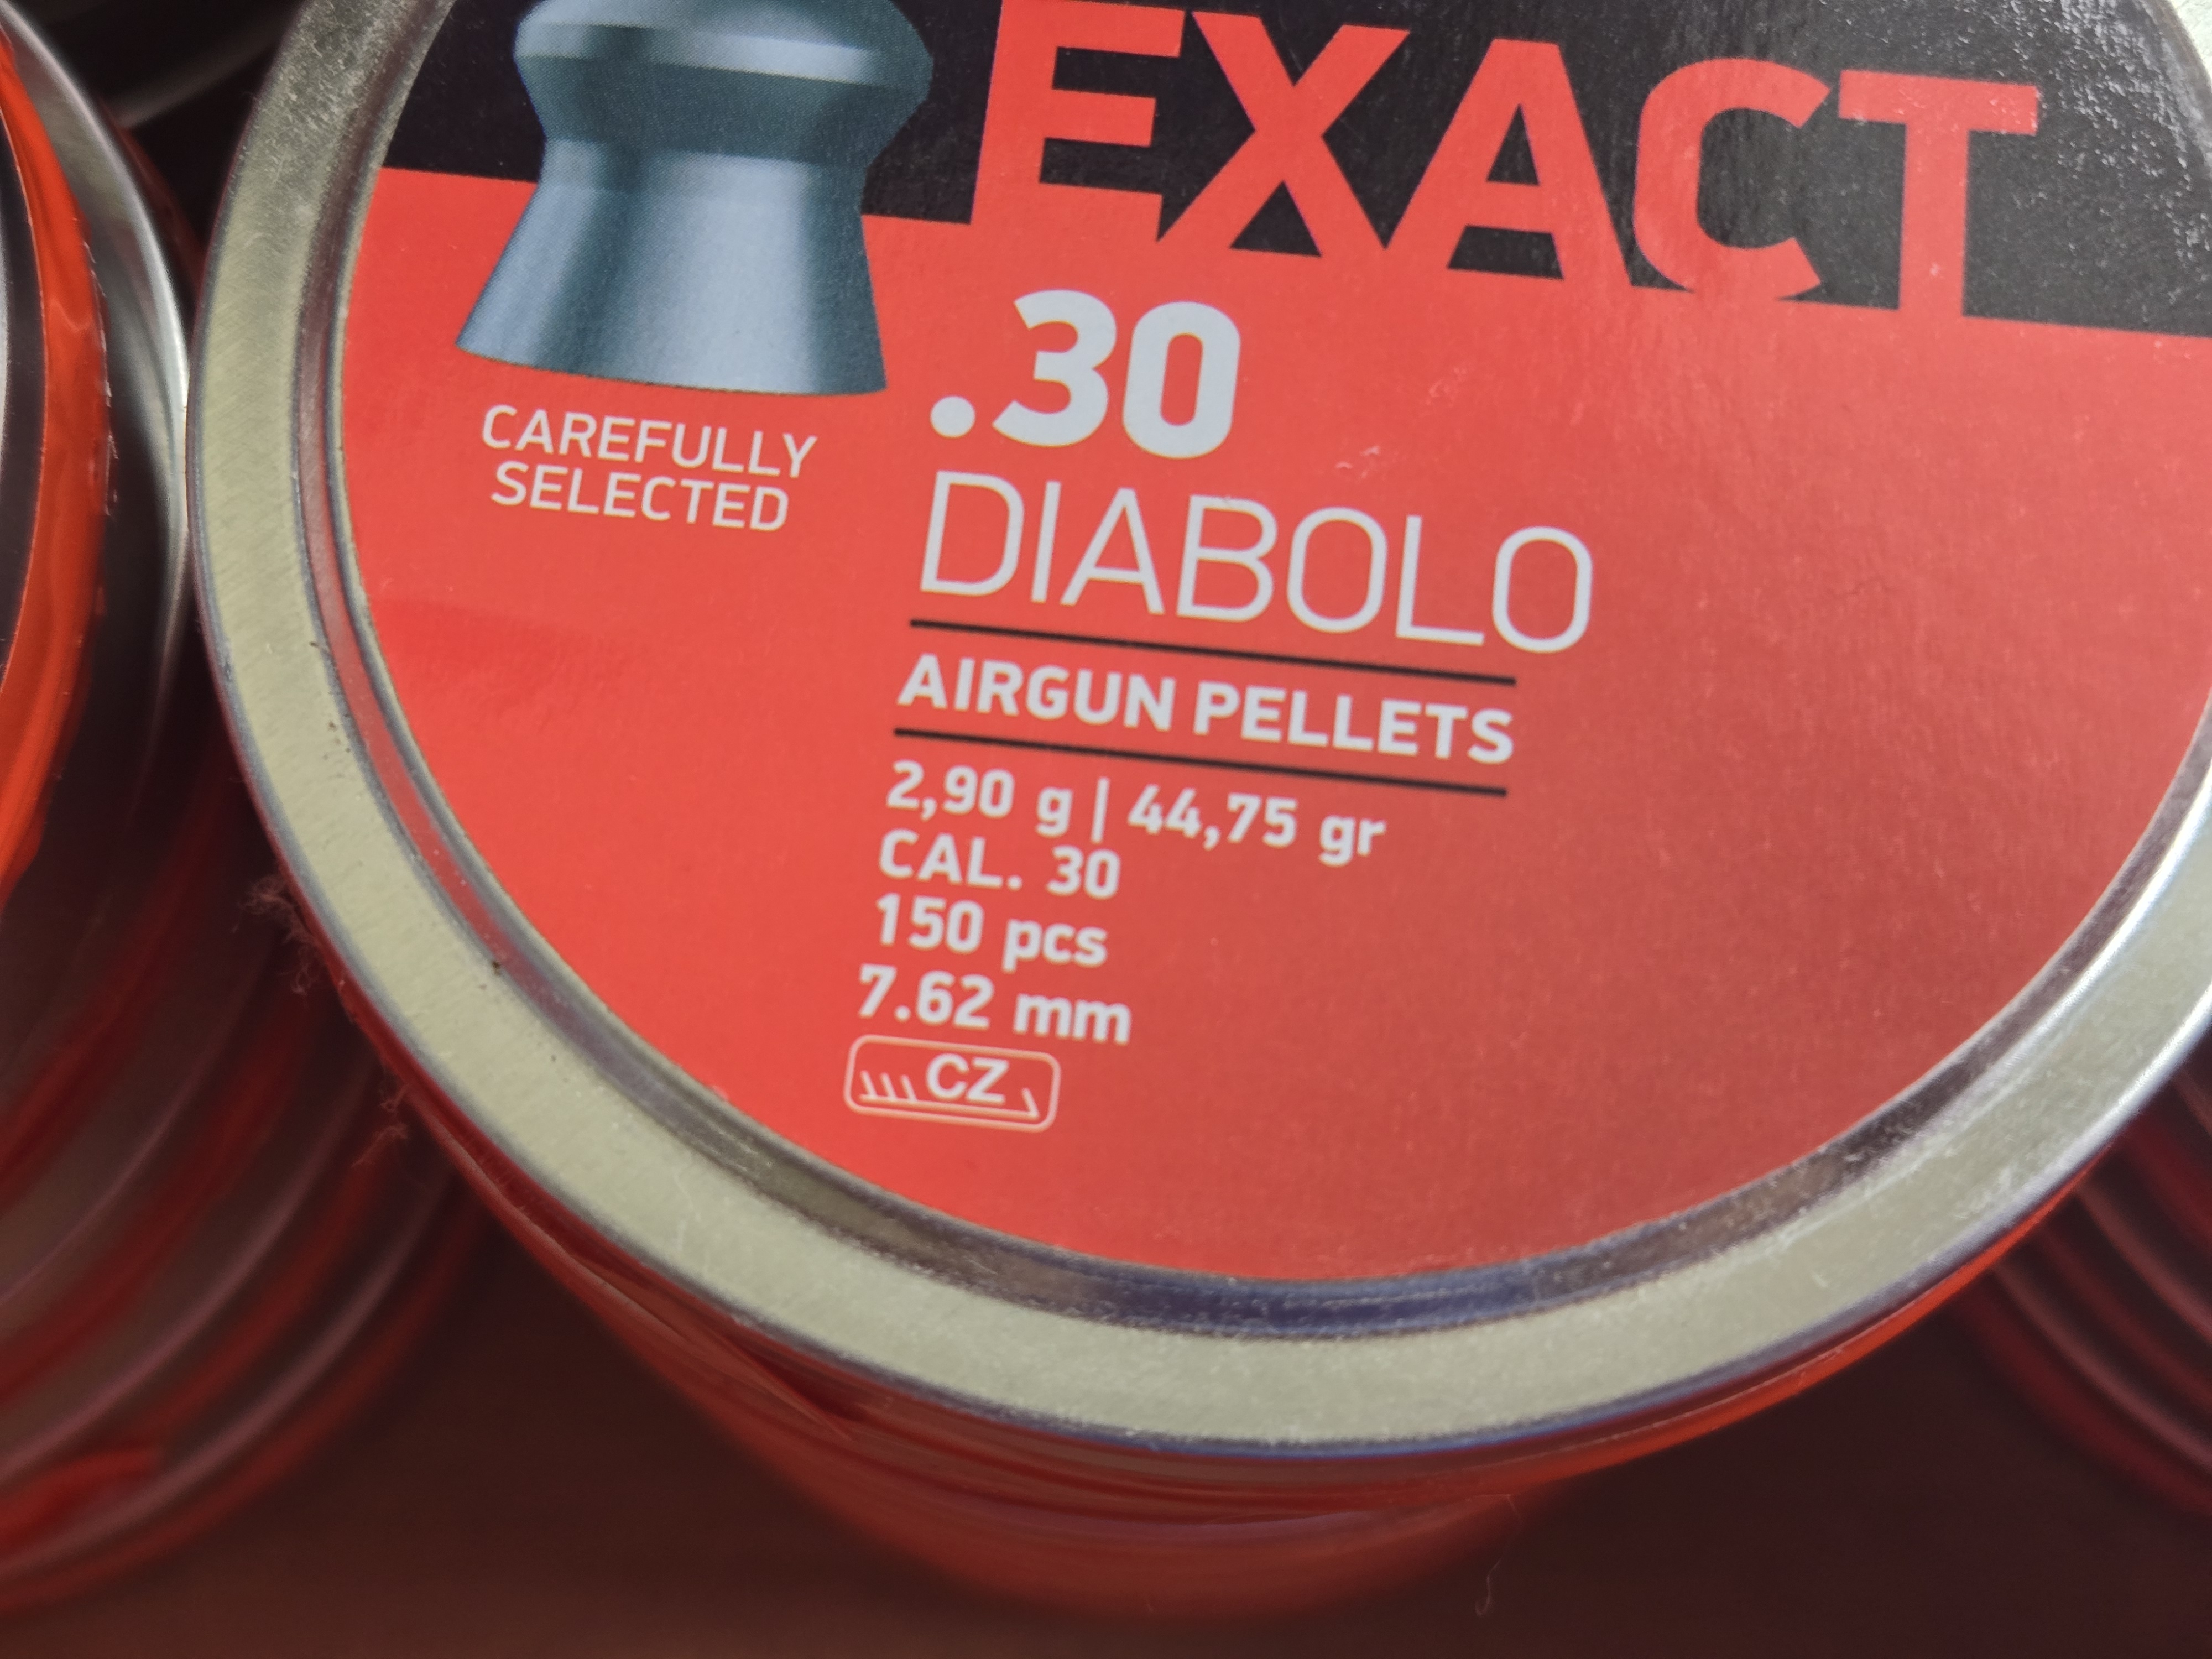 EXACT
.30
DIABOLO
CAREFULLY
SELECTED
AIRGUN PELLETS
2,90 g | 44,75 gr
CAL. 30
150 pcs
7.62 mm
CZ